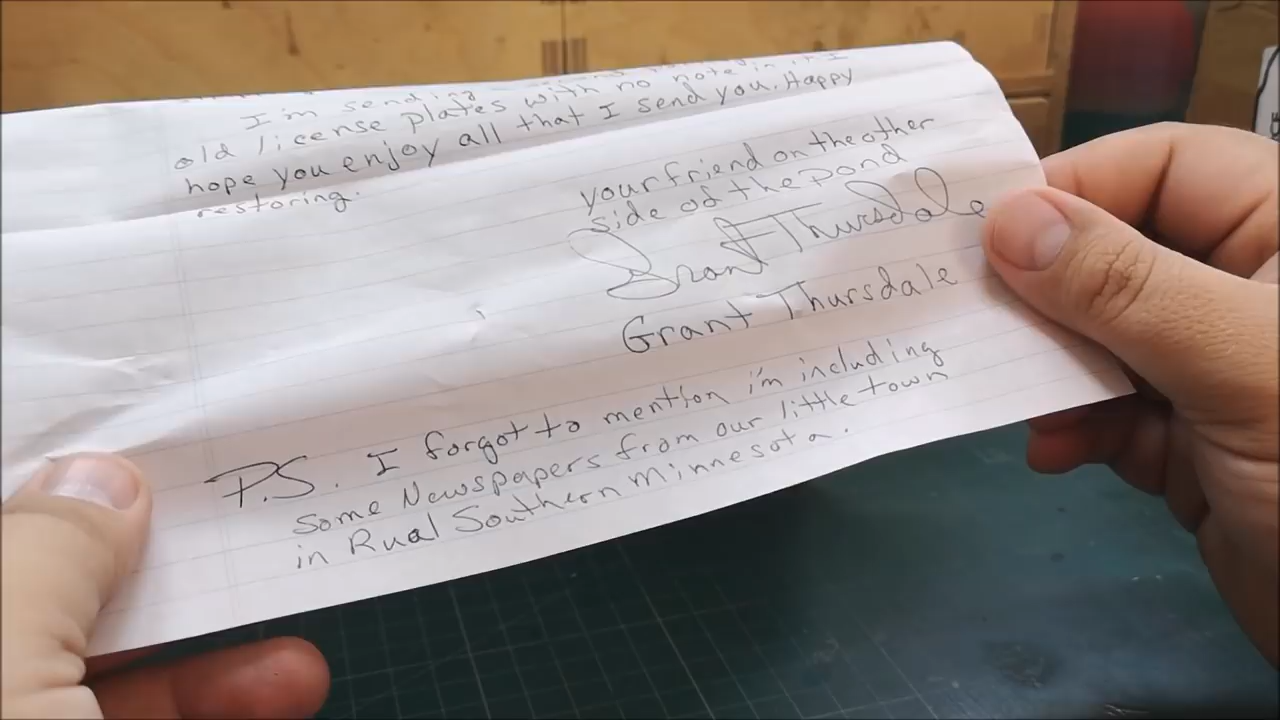 I'm sending
old license plates with no note in it I
hope you enjoy all that I send you. Happy
restoring.
your friend on the other
side of the pond
Grant Thursdale
Grant Thursdale
P.S. I forgot to mention i'm including
Some Newspapers from our little town
in Rual Southern Minnesota.